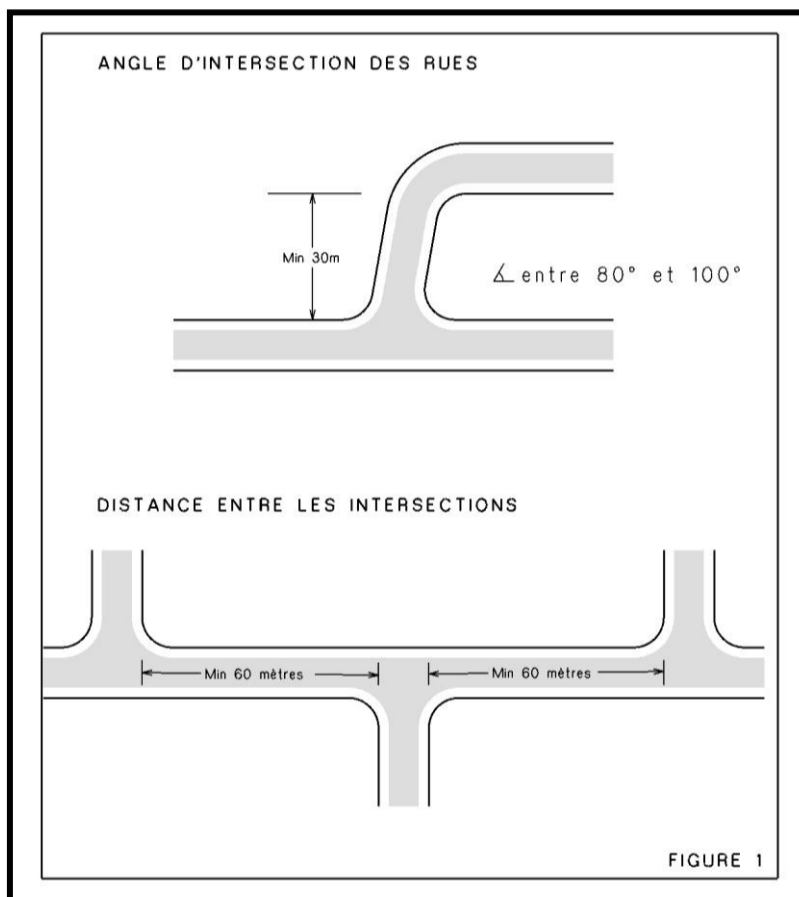 ANGLE D'INTERSECTION DES RUES
Min 30m
∡ entre 80° et 100°
DISTANCE ENTRE LES INTERSECTIONS
Min 60 mètres Min 60 mètres
FIGURE 1